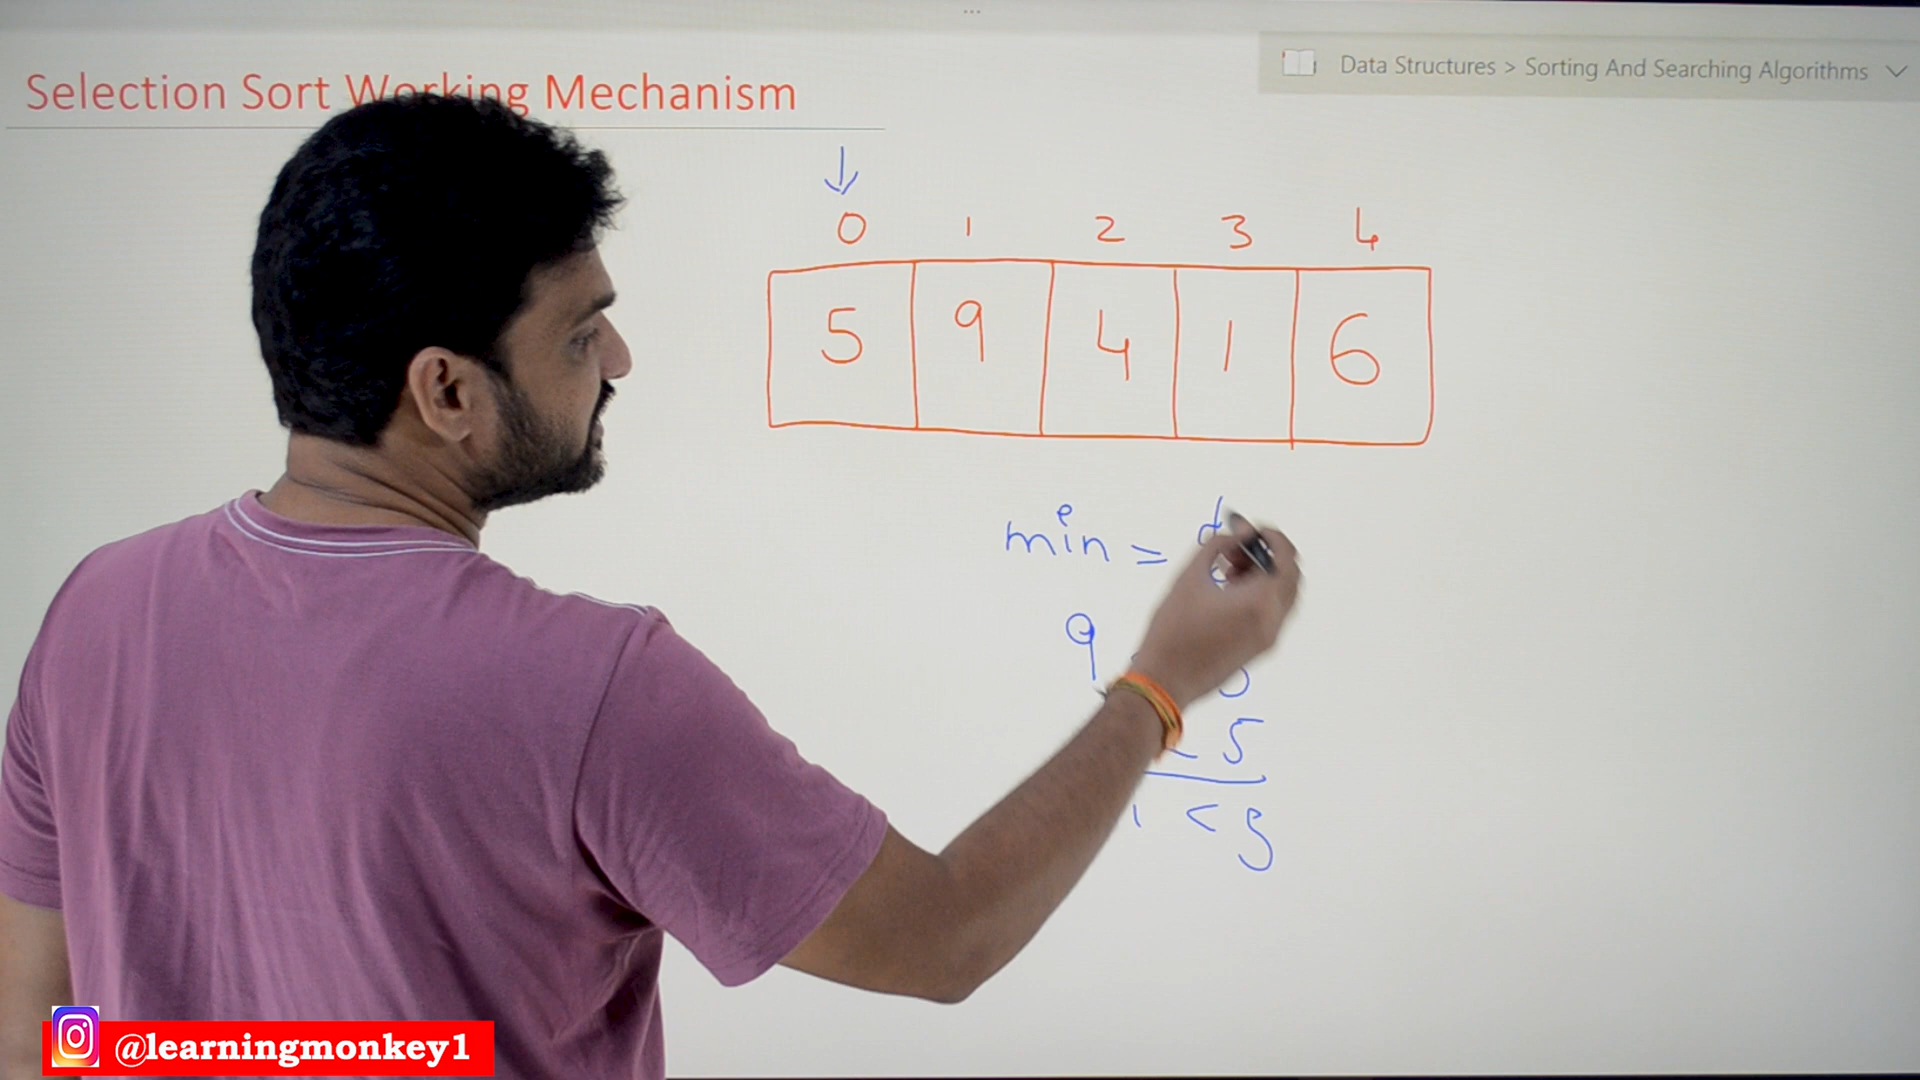 Data Structures > Sorting And Searching Algorithms
Selection Sort Working Mechanism
0 1 2 3 4
5 9 4 1 6
min =
9
5
1 <
@learningmonkey1